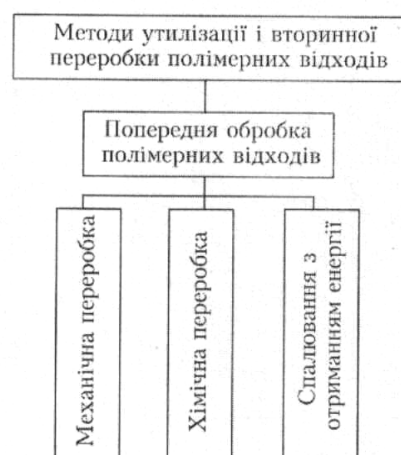 Методи утилізації і вторинної
переробки полімерних відходів
Попередня обробка
полімерних відходів
Механічна переробка
Хімічна переробка
Спалювання з
отриманням енергії